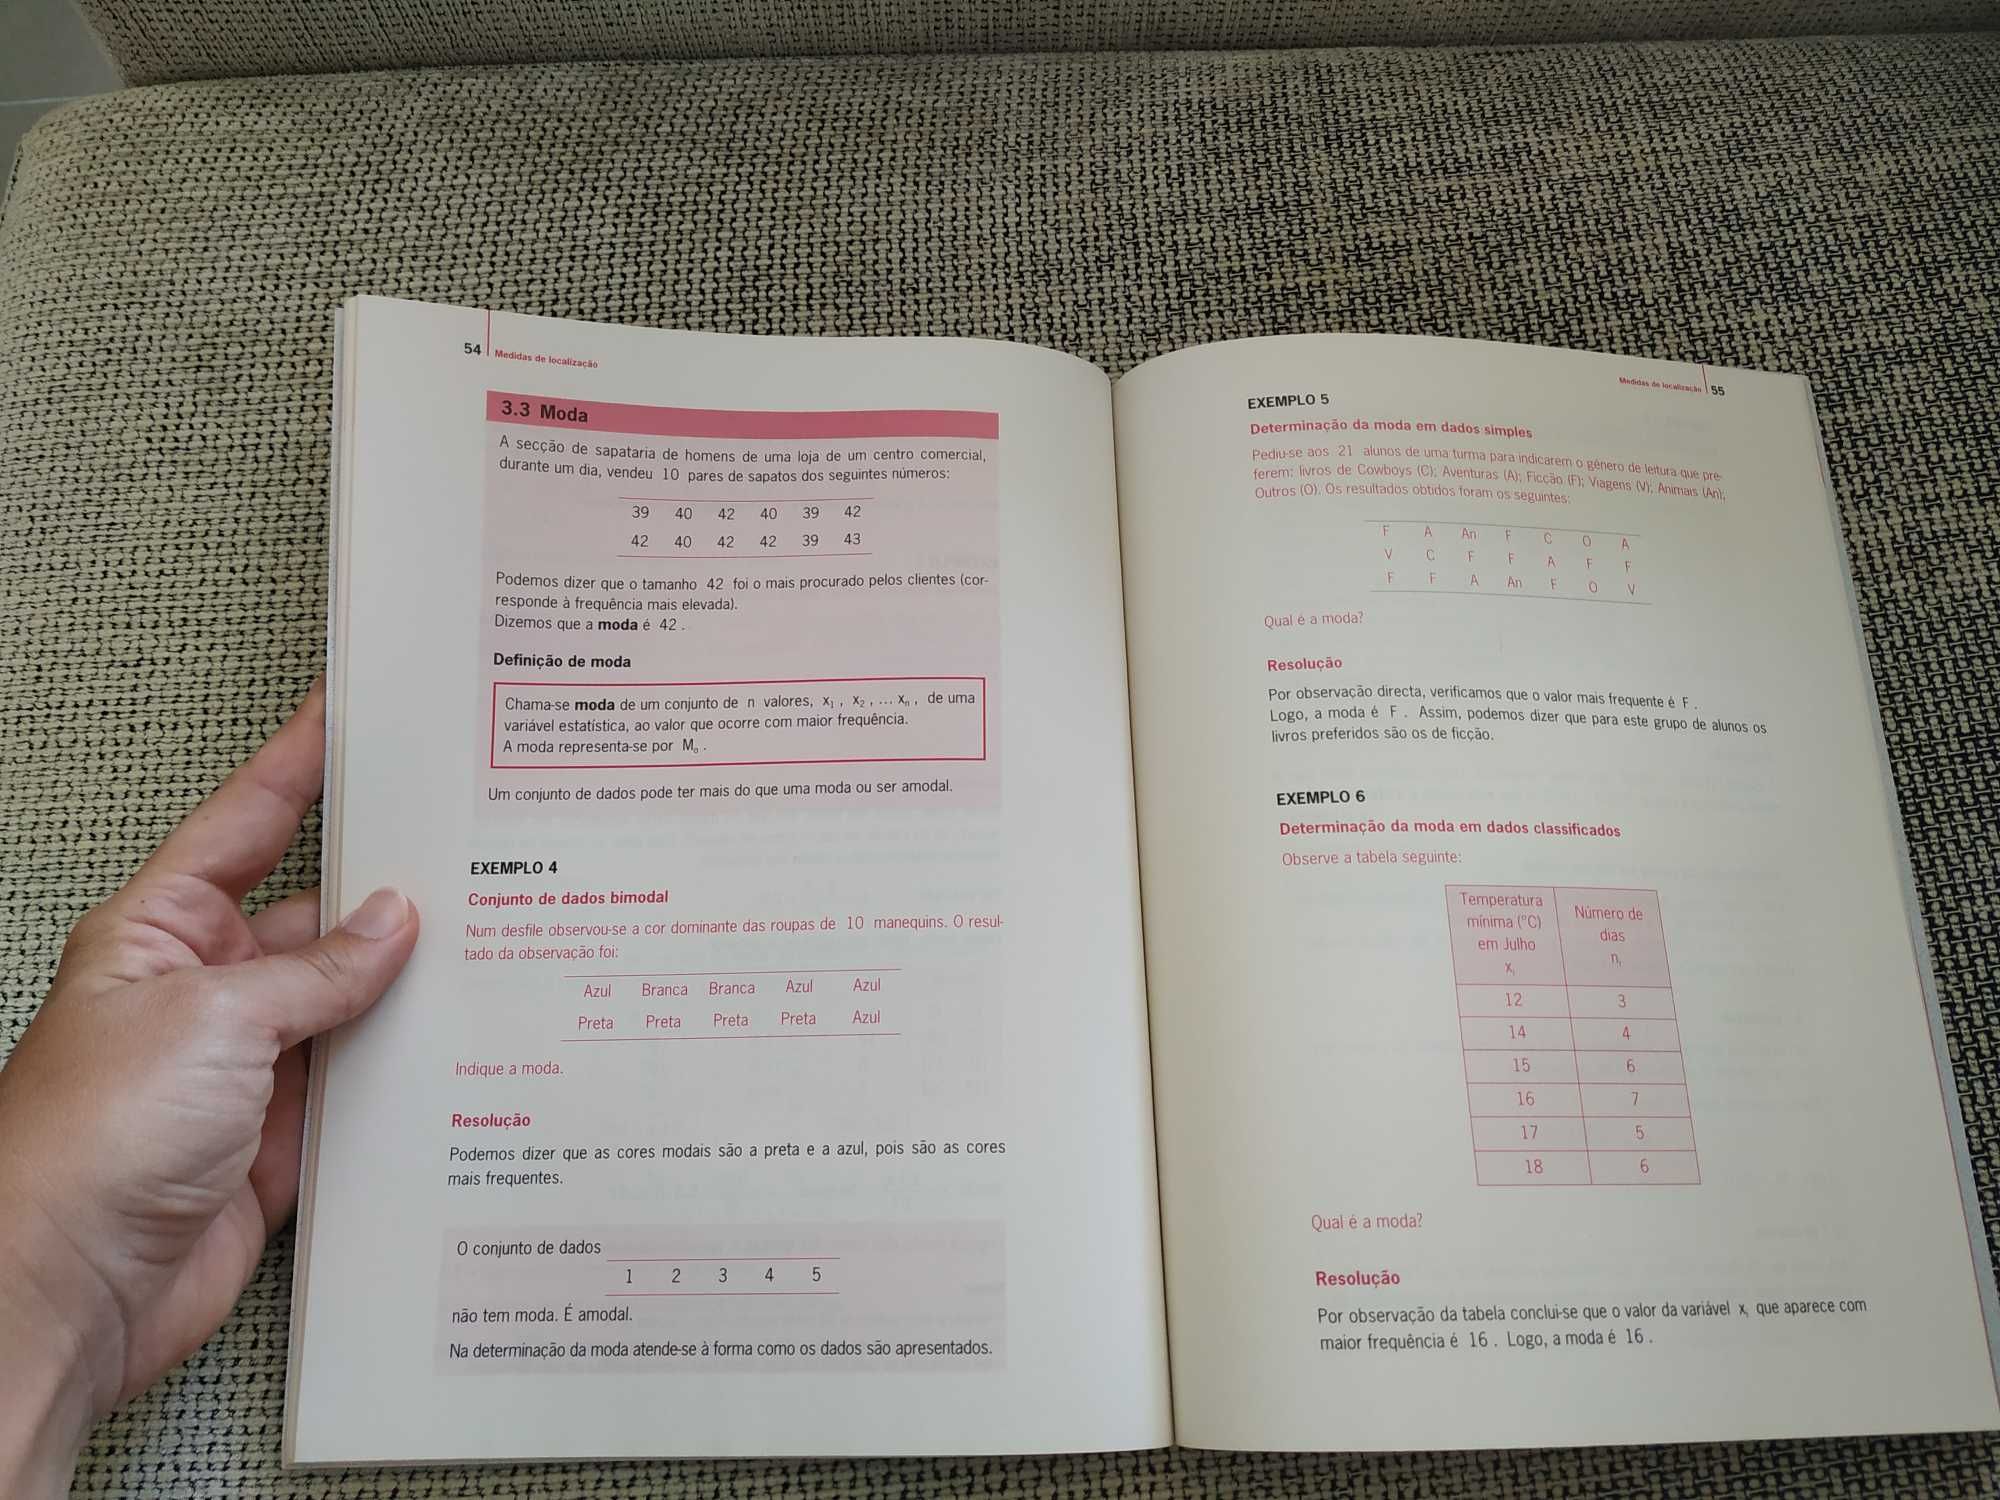 54 Medidas de localização
3.3 Moda
A secção de sapataria de homens de uma loja de um centro comercial,
durante um dia, vendeu 10 pares de sapatos dos seguintes números:
39 40 42 40 39 42
42 40 42 42 39 43
Podemos dizer que o tamanho 42 foi o mais procurado pelos clientes (cor-
responde à frequência mais elevada).
Dizemos que a moda é 42 .
Definição de moda
Chama-se moda de um conjunto de n valores, x₁ , x₂ , ... xₙ , de uma
variável estatística, ao valor que ocorre com maior frequência.
A moda representa-se por Mₒ .
Um conjunto de dados pode ter mais do que uma moda ou ser amodal.
EXEMPLO 4
Conjunto de dados bimodal
Num desfile observou-se a cor dominante das roupas de 10 manequins. O resul-
tado da observação foi:
Azul Branca Branca Azul Azul
Preta Preta Preta Preta Azul
Indique a moda.
Resolução
Podemos dizer que as cores modais são a preta e a azul, pois são as cores
mais frequentes.
O conjunto de dados
1 2 3 4 5
não tem moda. É amodal.
Na determinação da moda atende-se à forma como os dados são apresentados.
Medidas de localização 55
EXEMPLO 5
Determinação da moda em dados simples
Pediu-se aos 21 alunos de uma turma para indicarem o género de leitura que pre-
ferem: livros de Cowboys (C); Aventuras (A); Ficção (F); Viagens (V); Animais (An);
Outros (O). Os resultados obtidos foram os seguintes:
F A An F C O A
V C F F A F F
F F A An F O V
Qual é a moda?
Resolução
Por observação directa, verificamos que o valor mais frequente é F .
Logo, a moda é F . Assim, podemos dizer que para este grupo de alunos os
livros preferidos são os de ficção.
EXEMPLO 6
Determinação da moda em dados classificados
Observe a tabela seguinte:
Temperatura
mínima (°C)
em Julho
xᵢ
Número de
dias
nᵢ
12 3
14 4
15 6
16 7
17 5
18 6
Qual é a moda?
Resolução
Por observação da tabela conclui-se que o valor da variável xᵢ que aparece com
maior frequência é 16 . Logo, a moda é 16 .